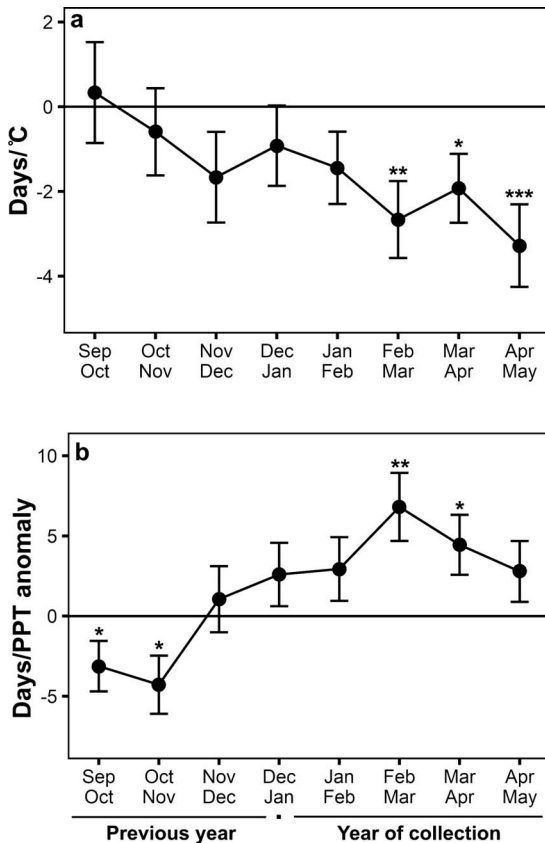 a
Days/°C
2
0
-2
-4
**
*
***
Sep Oct Nov Dec Jan Feb Mar Apr
Oct Nov Dec Jan Feb Mar Apr May
b
Days/PPT anomaly
10
5
0
-5
*
*
**
*
Sep Oct Nov Dec Jan Feb Mar Apr
Oct Nov Dec Jan Feb Mar Apr May
Previous year Year of collection